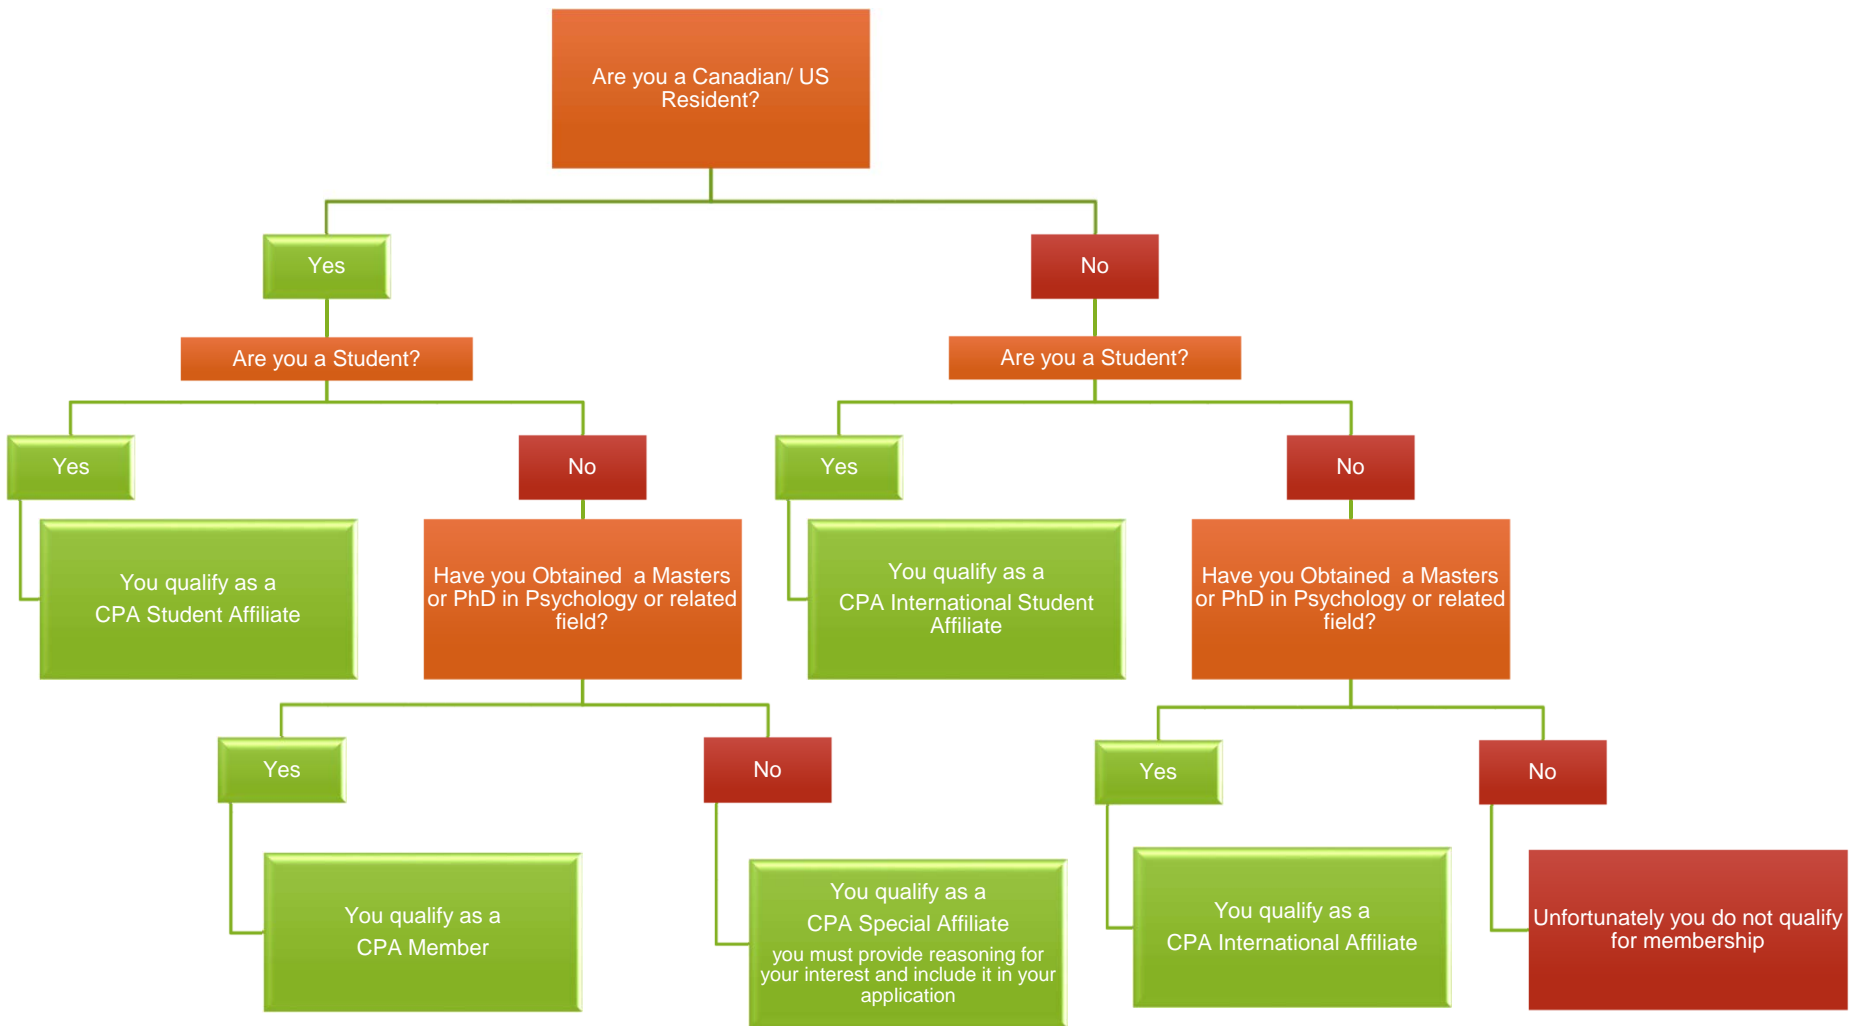 Are you a Canadian/ US
Resident?
Yes
No
Are you a Student?
Are you a Student?
Yes
No
Yes
No
You qualify as a
CPA Student Affiliate
Have you Obtained  a Masters
or PhD in Psychology or related
field?
You qualify as a
CPA International Student
Affiliate
Have you Obtained  a Masters
or PhD in Psychology or related
field?
Yes
No
Yes
No
You qualify as a
CPA Member
You qualify as a
CPA Special Affiliate
you must provide reasoning for
your interest and include it in your
application
You qualify as a
CPA International Affiliate
Unfortunately you do not qualify
for membership